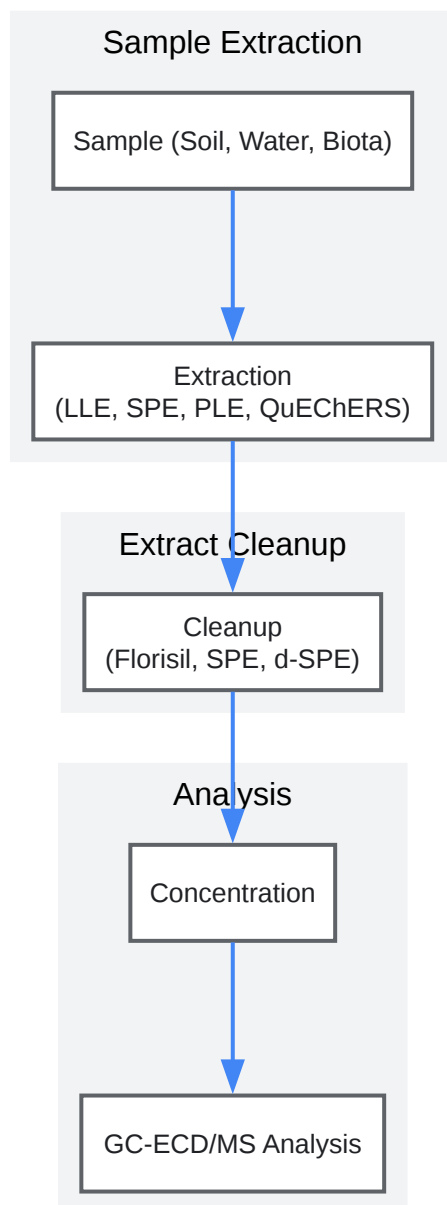 Sample Extraction
Sample (Soil, Water, Biota)
Extraction
(LLE, SPE, PLE, QuEChERS)
Extract Cleanup
Cleanup
(Florisil, SPE, d-SPE)
Analysis
Concentration
GC-ECD/MS Analysis